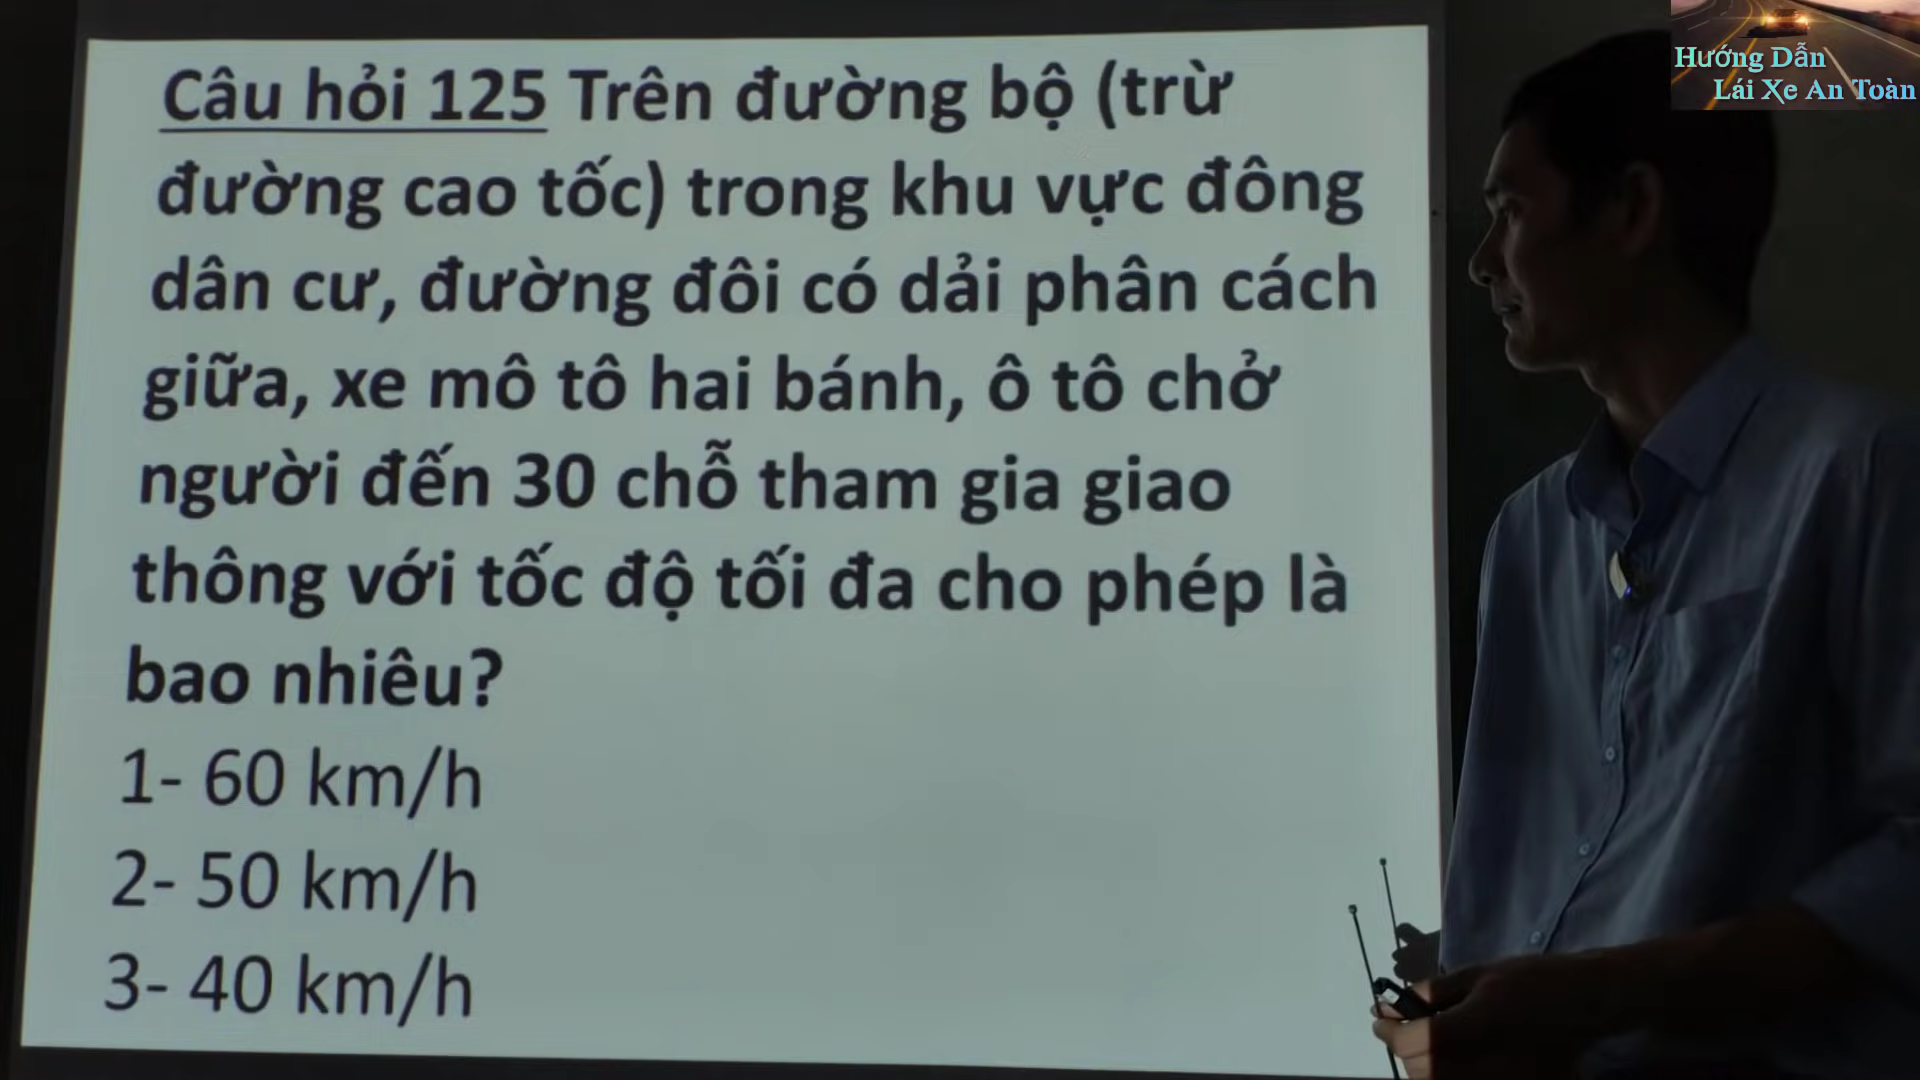 Hướng Dẫn
Lái Xe An Toàn
Câu hỏi 125 Trên đường bộ (trừ
đường cao tốc) trong khu vực đông
dân cư, đường đôi có dải phân cách
giữa, xe mô tô hai bánh, ô tô chở
người đến 30 chỗ tham gia giao
thông với tốc độ tối đa cho phép là
bao nhiêu?
1- 60 km/h
2- 50 km/h
3- 40 km/h